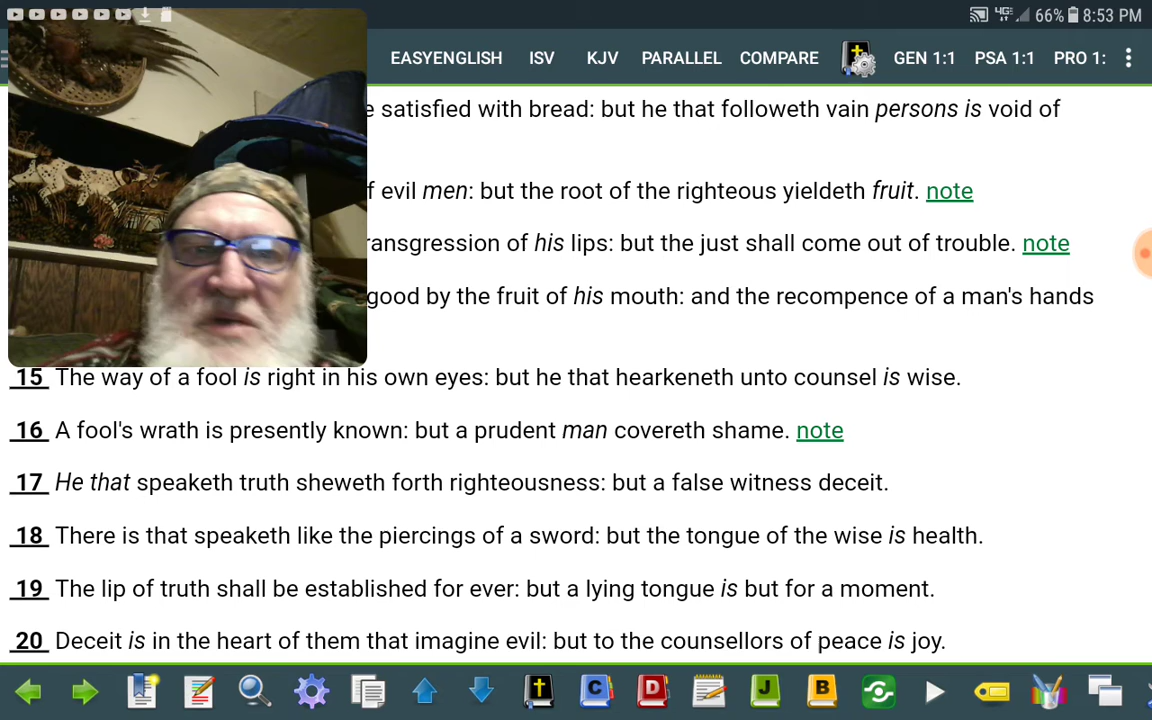 66% 8:53 PM
EASYENGLISH ISV KJV PARALLEL COMPARE GEN 1:1 PSA 1:1 PRO 1:
e satisfied with bread: but he that followeth vain persons is void of
f evil men: but the root of the righteous yieldeth fruit. note
ransgression of his lips: but the just shall come out of trouble. note
good by the fruit of his mouth: and the recompence of a man's hands
15 The way of a fool is right in his own eyes: but he that hearkeneth unto counsel is wise.
16 A fool's wrath is presently known: but a prudent man covereth shame. note
17 He that speaketh truth sheweth forth righteousness: but a false witness deceit.
18 There is that speaketh like the piercings of a sword: but the tongue of the wise is health.
19 The lip of truth shall be established for ever: but a lying tongue is but for a moment.
20 Deceit is in the heart of them that imagine evil: but to the counsellors of peace is joy.
C D J B